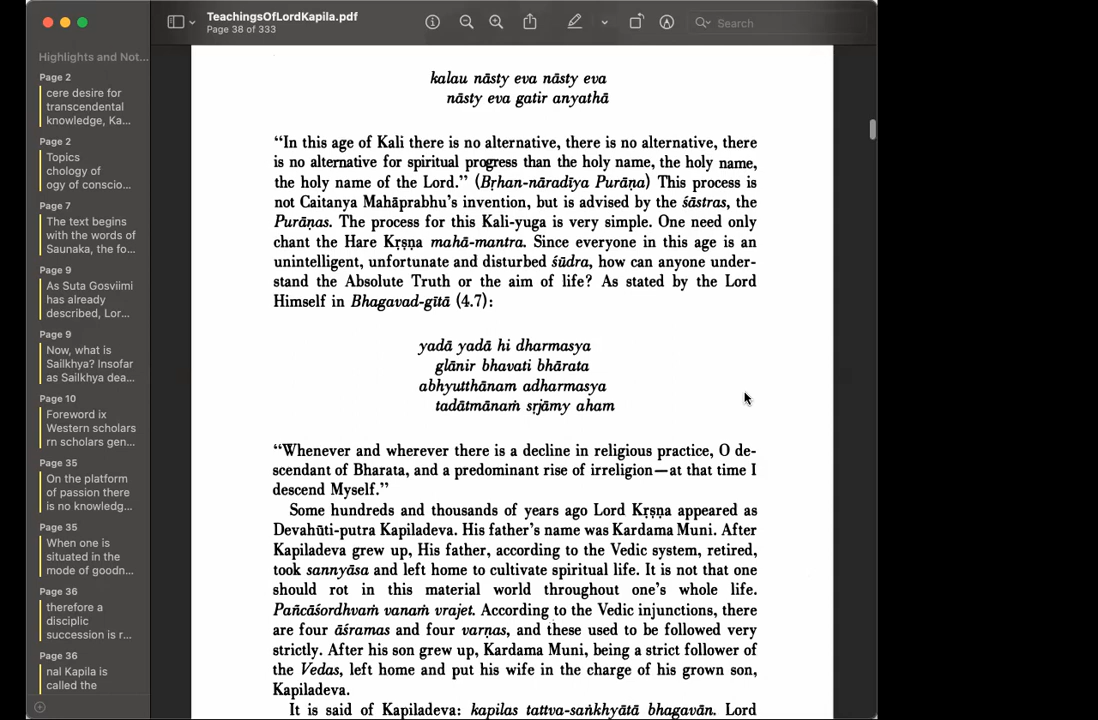 TeachingsOfLordKapila.pdf
Page 38 of 333
Search
Highlights and Not...
Page 2
cere desire for
transcendental
knowledge, Ka...
Page 2
Topics
chology of
ogy of conscio...
Page 7
The text begins
with the words of
Saunaka, the fo...
Page 9
As Suta Gosviimi
has already
described, Lor...
Page 9
Now, what is
Sailkhya? Insofar
as Sailkhya dea...
Page 10
Foreword ix
Western scholars
rn scholars gen...
Page 35
On the platform
of passion there
is no knowledg...
Page 35
When one is
situated in the
mode of goodn...
Page 36
therefore a
disciplic
succession is r...
Page 36
nal Kapila is
called the
kalau nāsty eva nāsty eva
nāsty eva gatir anyathā
“In this age of Kali there is no alternative, there is no alternative, there
is no alternative for spiritual progress than the holy name, the holy name,
the holy name of the Lord.” (Bṛhan-nāradīya Purāṇa) This process is
not Caitanya Mahāprabhu's invention, but is advised by the śāstras, the
Purāṇas. The process for this Kali-yuga is very simple. One need only
chant the Hare Kṛṣṇa mahā-mantra. Since everyone in this age is an
unintelligent, unfortunate and disturbed śūdra, how can anyone under-
stand the Absolute Truth or the aim of life? As stated by the Lord
Himself in Bhagavad-gītā (4.7):
yadā yadā hi dharmasya
glānir bhavati bhārata
abhyutthānam adharmasya
tadātmānaṁ sṛjāmy aham
“Whenever and wherever there is a decline in religious practice, O de-
scendant of Bharata, and a predominant rise of irreligion—at that time I
descend Myself.”
Some hundreds and thousands of years ago Lord Kṛṣṇa appeared as
Devahūti-putra Kapiladeva. His father's name was Kardama Muni. After
Kapiladeva grew up, His father, according to the Vedic system, retired,
took sannyāsa and left home to cultivate spiritual life. It is not that one
should rot in this material world throughout one's whole life.
Pañcāśordhvaṁ vanaṁ vrajet. According to the Vedic injunctions, there
are four āśramas and four varṇas, and these used to be followed very
strictly. After his son grew up, Kardama Muni, being a strict follower of
the Vedas, left home and put his wife in the charge of his grown son,
Kapiladeva.
It is said of Kapiladeva: kapilas tattva-saṅkhyātā bhagavān. Lord